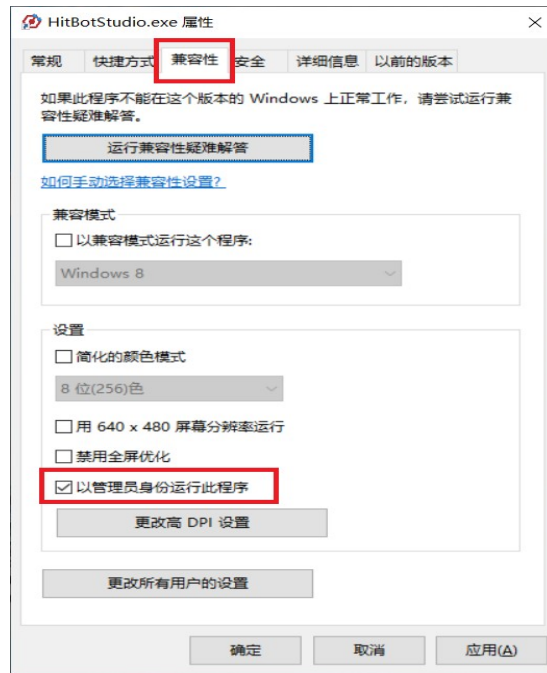 HitBotStudio.exe 属性
常规 快捷方式 兼容性 安全 详细信息 以前的版本
如果此程序不能在这个版本的 Windows 上正常工作，请尝试运行兼
容性疑难解答。
运行兼容性疑难解答
如何手动选择兼容性设置?
兼容模式
以兼容模式运行这个程序:
Windows 8
设置
简化的颜色模式
8 位(256)色
用 640 x 480 屏幕分辨率运行
禁用全屏优化
以管理员身份运行此程序
更改高 DPI 设置
更改所有用户的设置
确定 取消 应用(A)